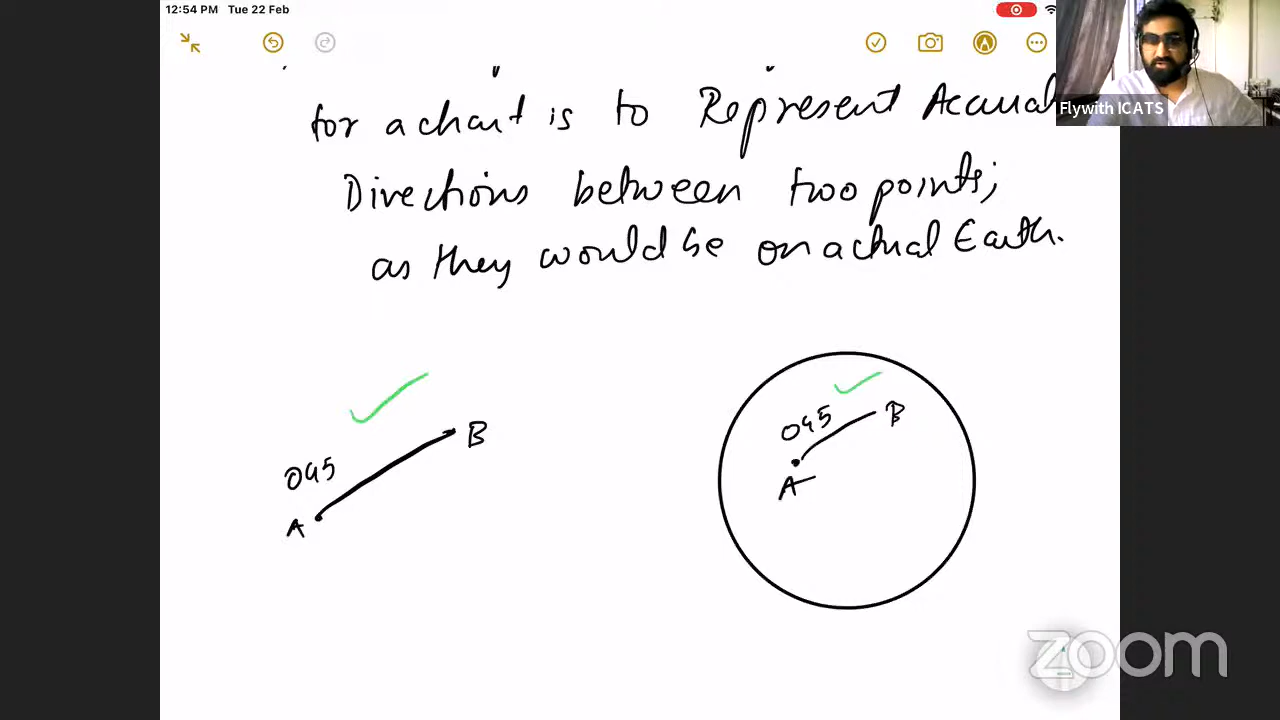 12:54 PM Tue 22 Feb
for a chart is to Represent
Flywith ICATS
Directions between two points,
as they would be on actual Earth.
045
B
A
045
B
A
zoom